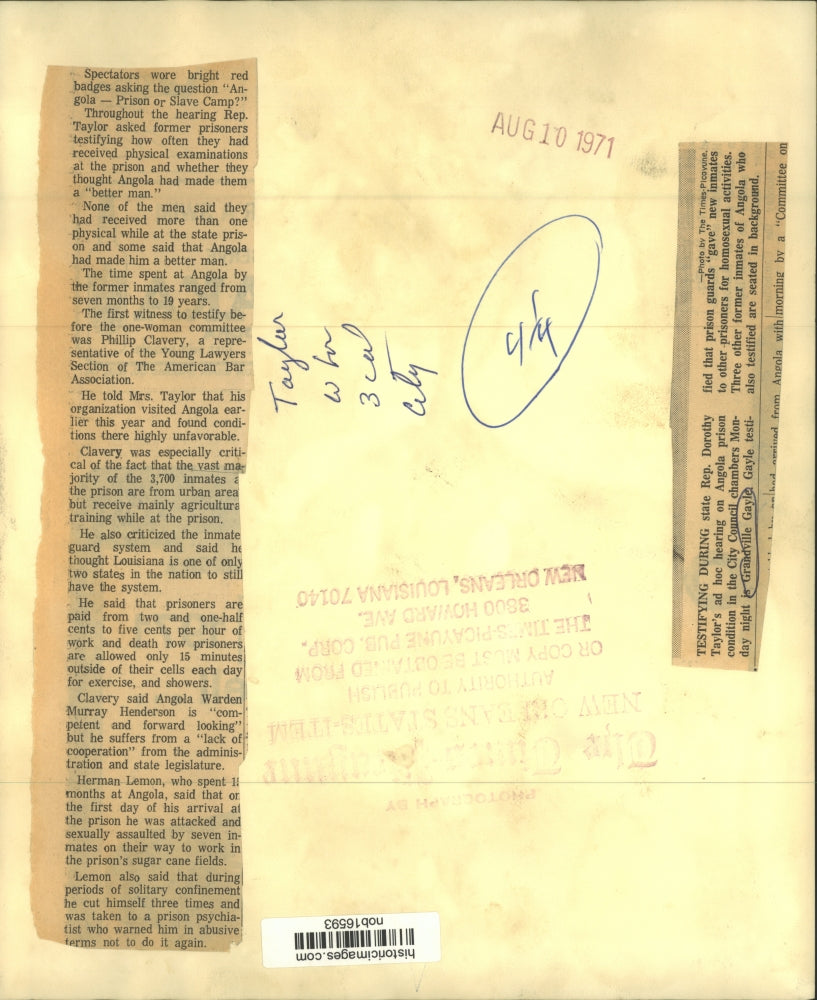 Spectators wore bright red
badges asking the question "An-
gola — Prison or Slave Camp?"
Throughout the hearing Rep.
Taylor asked former prisoners
testifying how often they had
received physical examinations
at the prison and whether they
thought Angola had made them
a "better man."
None of the men said they
had received more than one
physical while at the state pris-
on and some said that Angola
had made him a better man.
The time spent at Angola by
the former inmates ranged from
seven months to 19 years.
The first witness to testify be-
fore the one-woman committee
was Phillip Clavery, a repre-
sentative of the Young Lawyers
Section of The American Bar
Association.
He told Mrs. Taylor that his
organization visited Angola ear-
lier this year and found condi-
tions there highly unfavorable.
Clavery was especially criti-
cal of the fact that the vast ma-
jority of the 3,700 inmates a
the prison are from urban area
but receive mainly agricultura
training while at the prison.
He also criticized the inmate
guard system and said he
thought Louisiana is one of only
two states in the nation to still
have the system.
He said that prisoners are
paid from two and one-half
cents to five cents per hour of
work and death row prisoners
are allowed only 15 minutes
outside of their cells each day
for exercise, and showers.
Clavery said Angola Warden
Murray Henderson is "com-
petent and forward looking"
but he suffers from a "lack of
cooperation" from the adminis-
tration and state legislature.
Herman Lemon, who spent
months at Angola, said that on
the first day of his arrival at
the prison he was attacked and
sexually assaulted by seven in-
mates on their way to work in
the prison's sugar cane fields.
Lemon also said that during
periods of solitary confinement
he cut himself three times and
was taken to a prison psychia-
tist who warned him in abusive
terms not to do it again.
AUG 10 1971
Taylor
3 col
city
PHOTOGRAPH BY
The Times-Picayune
NEW ORLEANS STATES-ITEM
AUTHORITY TO PUBLISH
OR COPY MUST BE OBTAINED FROM
THE TIMES-PICAYUNE PUB. CORP.
3800 HOWARD AVE.
NEW ORLEANS, LOUISIANA 70140
historicimages.com
nob16593
—Photo by The Times-Picayune.
TESTIFYING DURING state Rep. Dorothy
Taylor's ad hoc hearing on Angola prison
condition in the City Council chambers Mon-
day night is Grandville Gayle Gayle testi-
fied that prison guards "gave" new inmates
to other prisoners for homosexual activities.
Three other former inmates of Angola who
also testified are seated in background.
had arrived from Angola with morning by a "Committee on